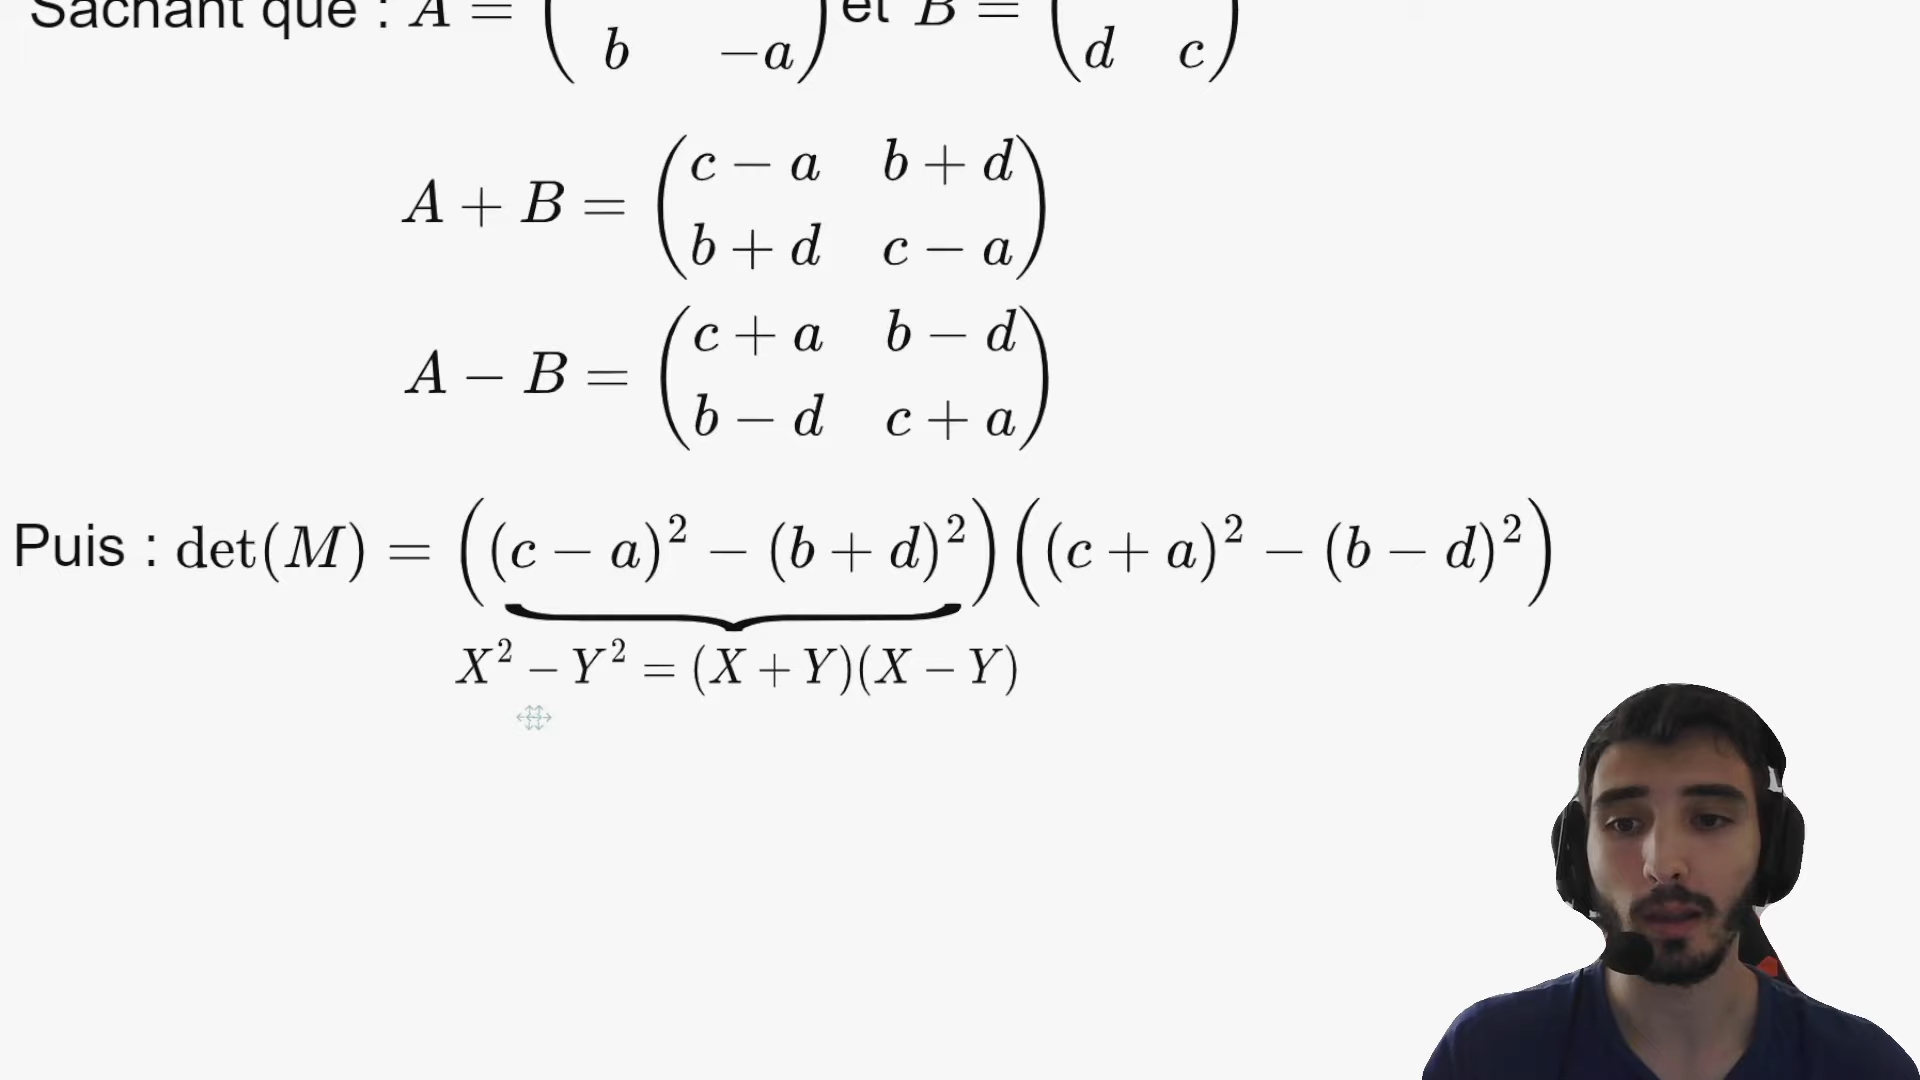 Sachant que : A = ( b −a ) et B = ( d c )
A + B = ( c − a b + d
b + d c − a )
A − B = ( c + a b − d
b − d c + a )
Puis : det(M) = ((c − a)² − (b + d)²)((c + a)² − (b − d)²)
X² − Y² = (X + Y)(X − Y)